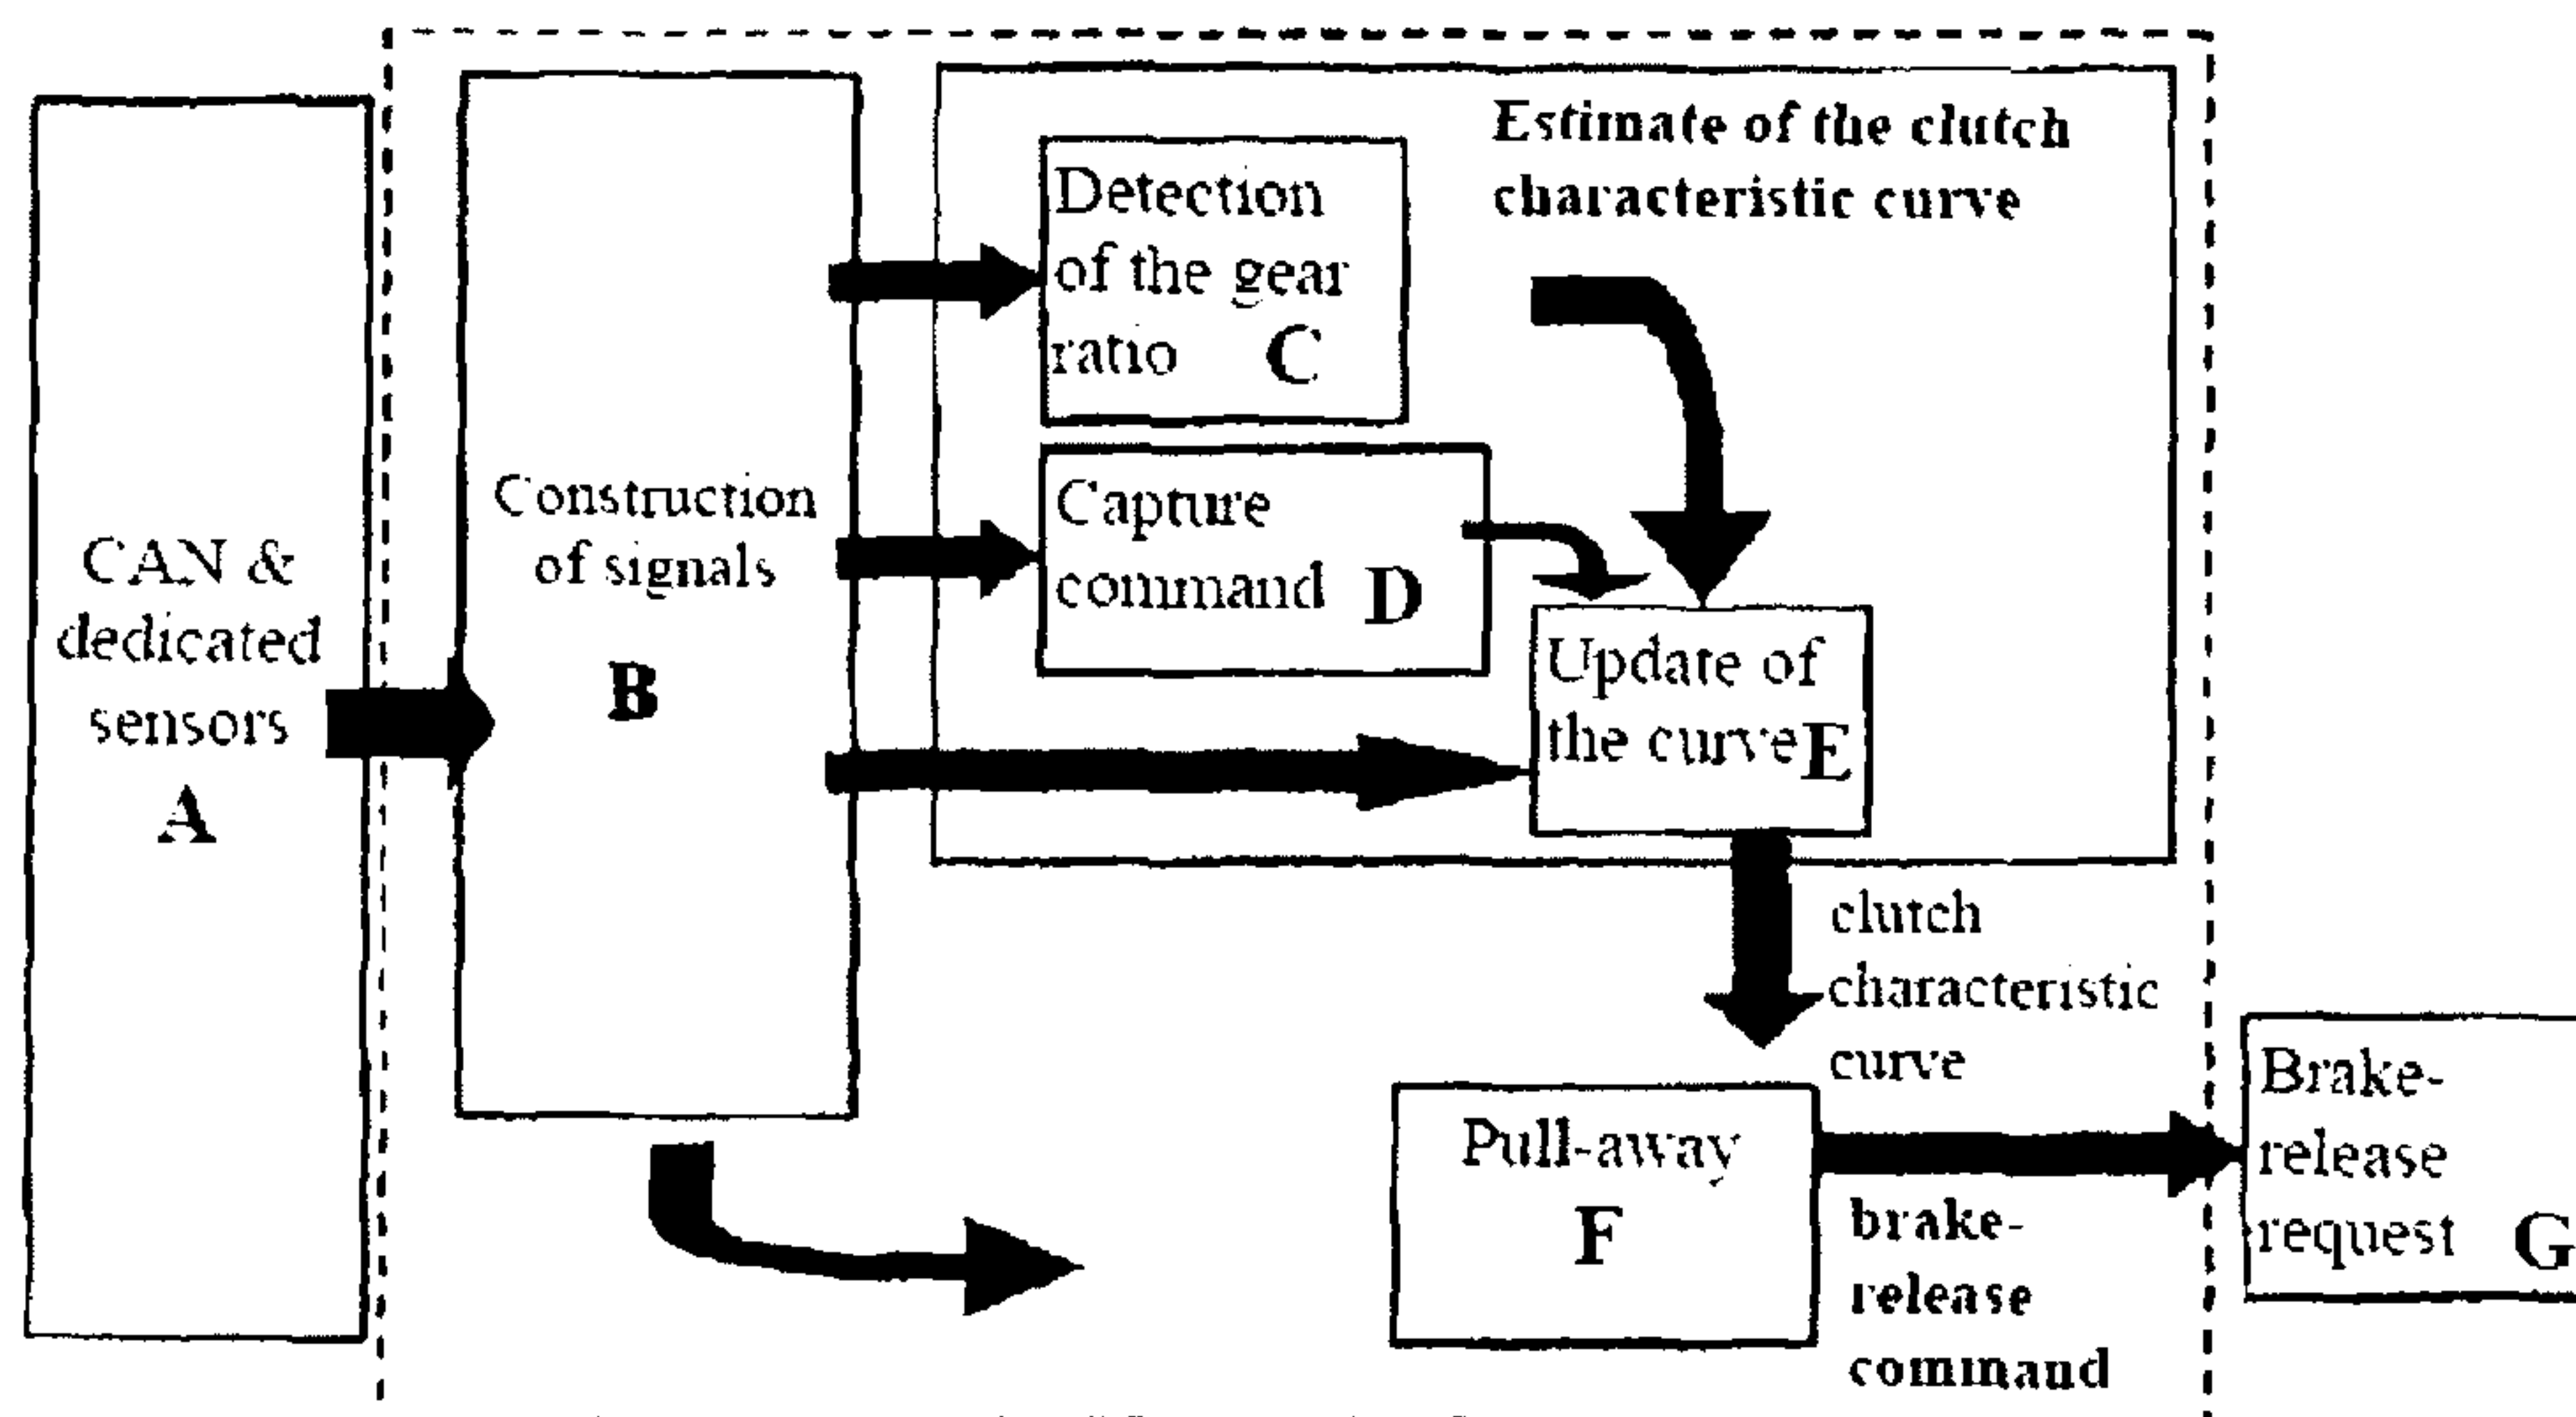 CAN &
dedicated
sensors
A
Construction
of signals
B
Detection
of the gear
ratio C
Estimate of the clutch
characteristic curve
Capture
command D
Update of
the curve E
clutch
characteristic
curve
Pull-away
F
brake-
release
command
Brake-
release
request G